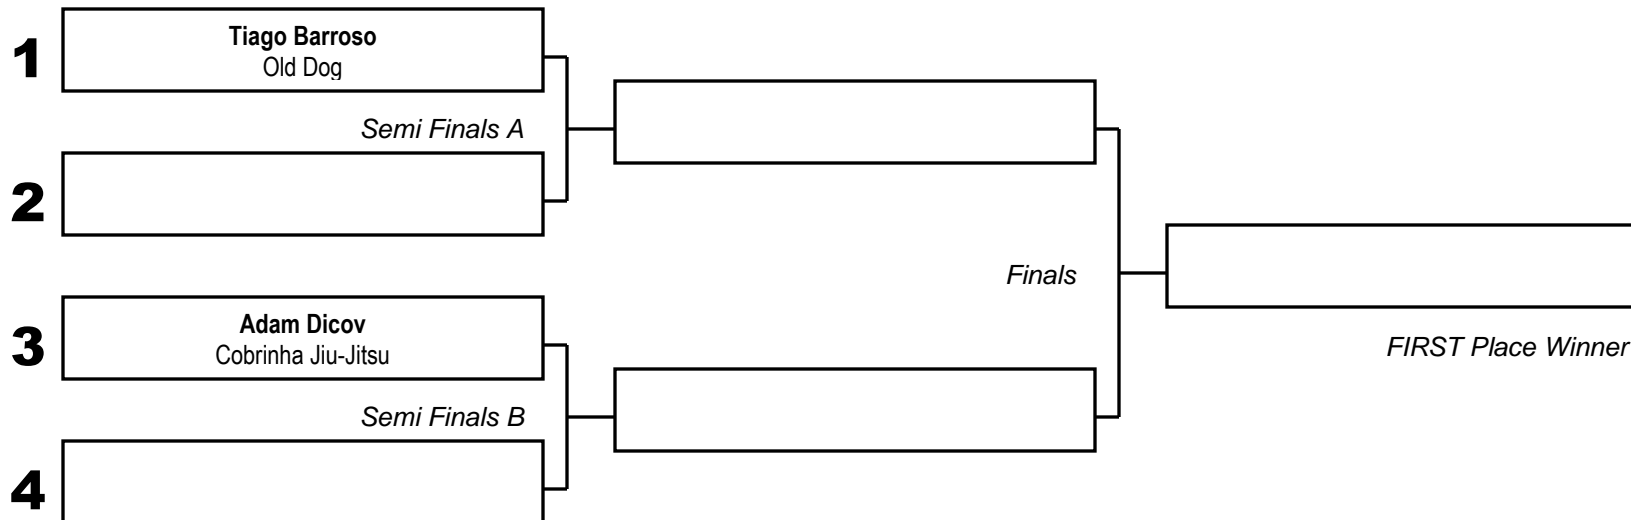 1
Tiago Barroso
Old Dog
Semi Finals A
2
Finals
3
Adam Dicov
Cobrinha Jiu-Jitsu
FIRST Place Winner
Semi Finals B
4